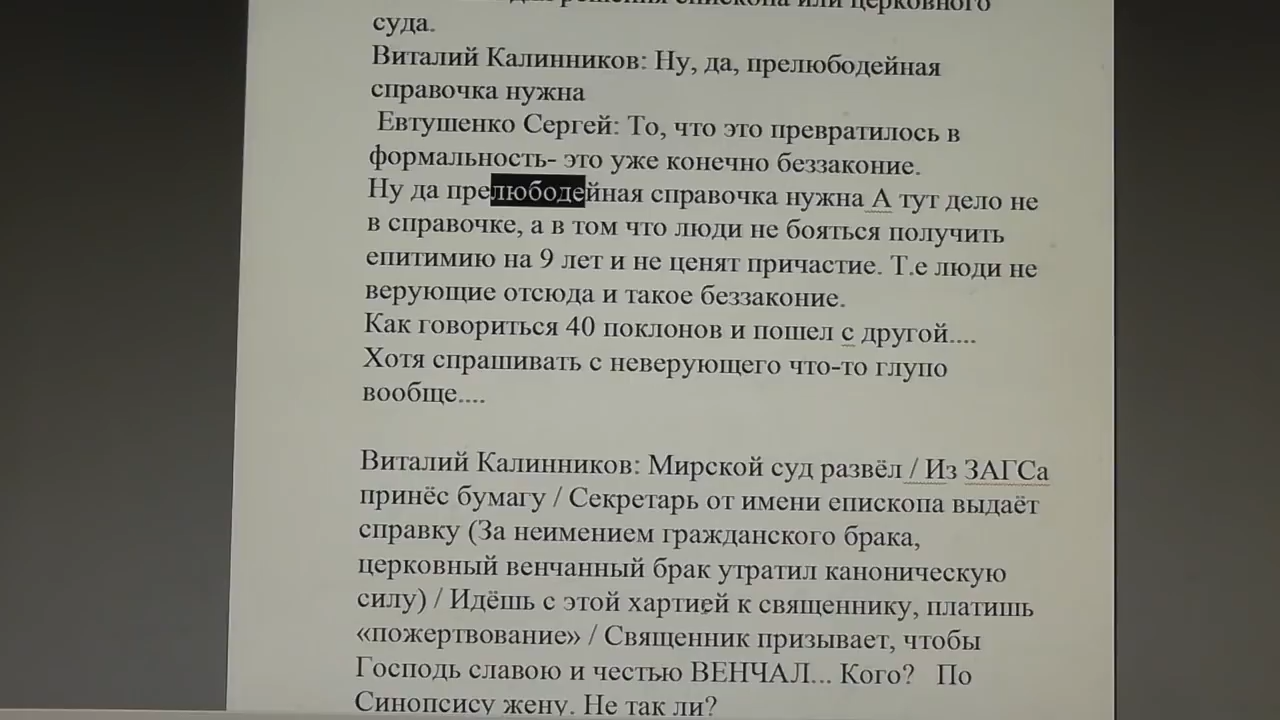 епископа или церковного
суда.
Виталий Калинников: Ну, да, прелюбодейная
справочка нужна
Евтушенко Сергей: То, что это превратилось в
формальность- это уже конечно беззаконие.
Ну да прелюбодейная справочка нужна А тут дело не
в справочке, а в том что люди не бояться получить
епитимию на 9 лет и не ценят причастие. Т.е люди не
верующие отсюда и такое беззаконие.
Как говориться 40 поклонов и пошел с другой....
Хотя спрашивать с неверующего что-то глупо
вообще....
Виталий Калинников: Мирской суд развёл / Из ЗАГСа
принёс бумагу / Секретарь от имени епископа выдаёт
справку (За неимением гражданского брака,
церковный венчанный брак утратил каноническую
силу) / Идёшь с этой хартией к священнику, платишь
«пожертвование» / Священник призывает, чтобы
Господь славою и честью ВЕНЧАЛ... Кого? По
Синопсису жену. Не так ли?